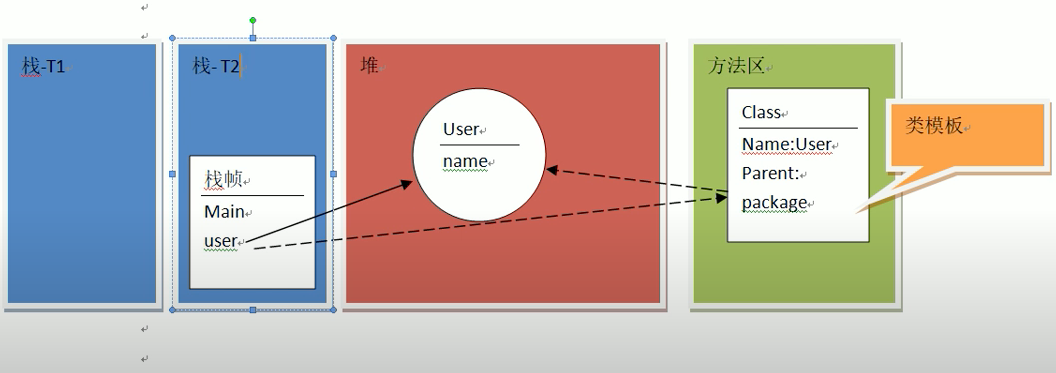 栈-T1
栈- T2
栈帧
Main
user
堆
User
name
方法区
Class
Name:User
Parent:
package
类模板